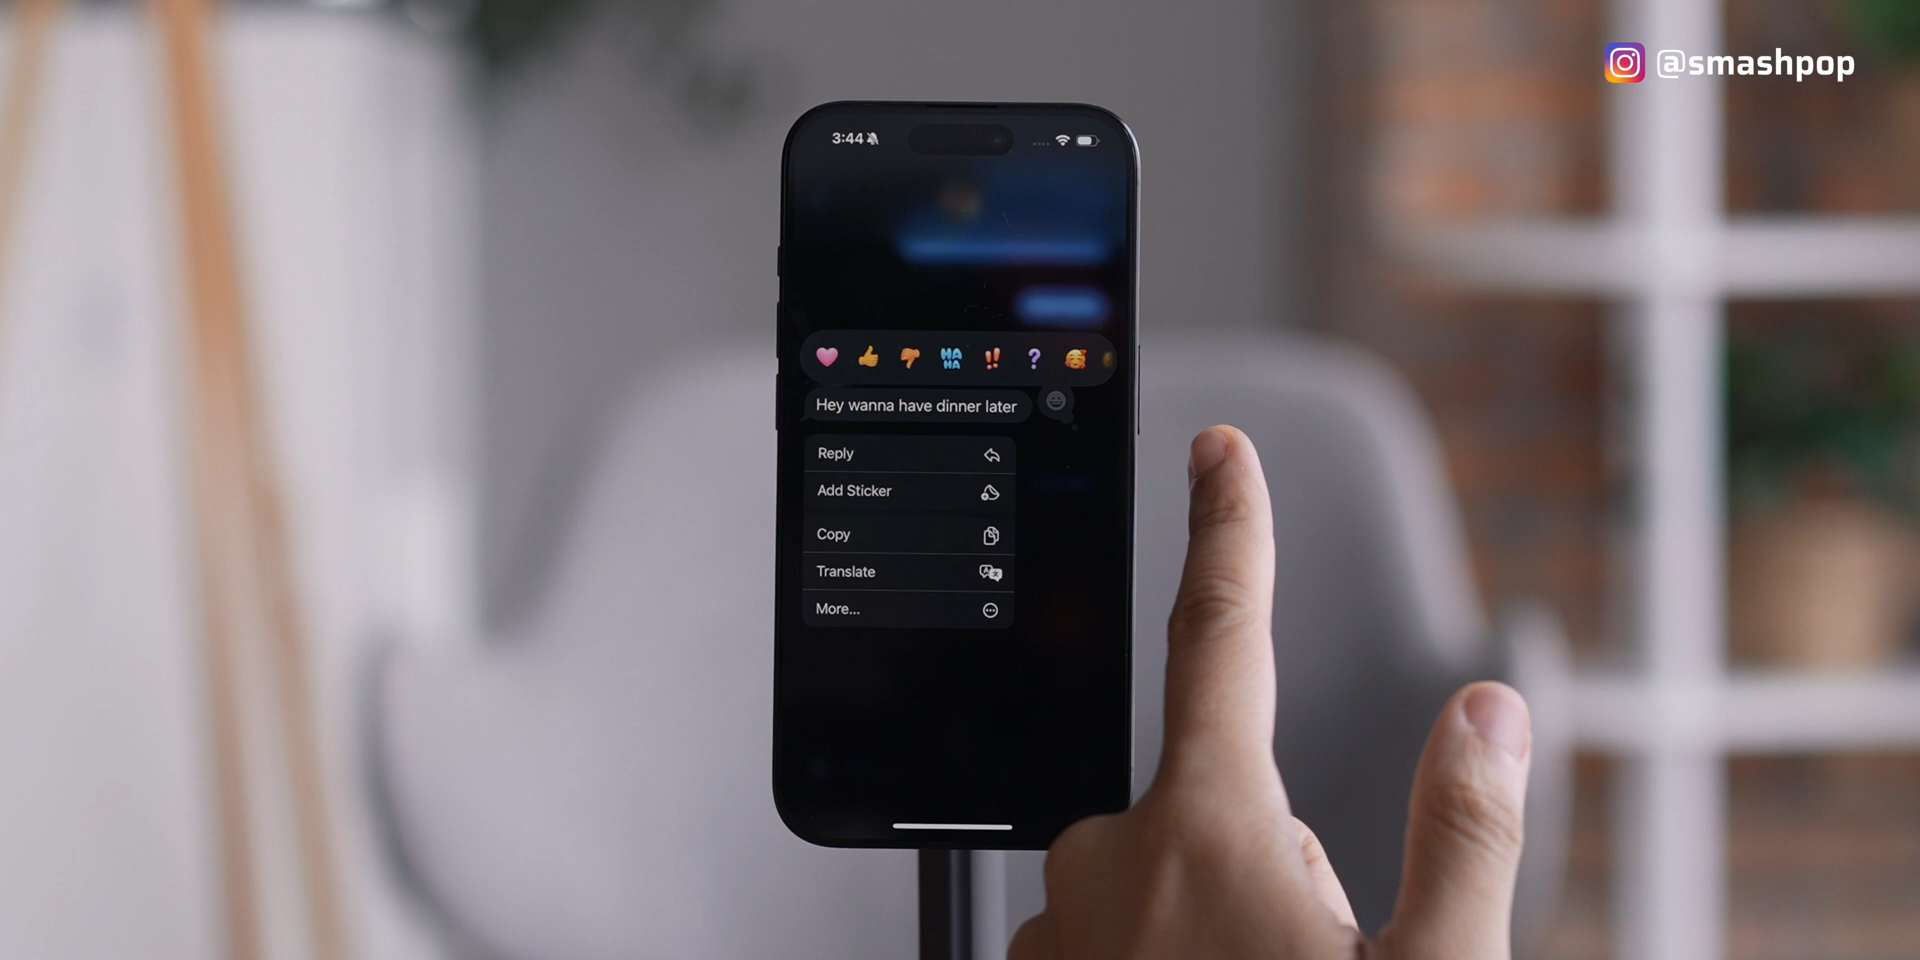 @smashpop
3:44
HA
HA
‼️
?
Hey wanna have dinner later
Reply
Add Sticker
Copy
Translate
More...